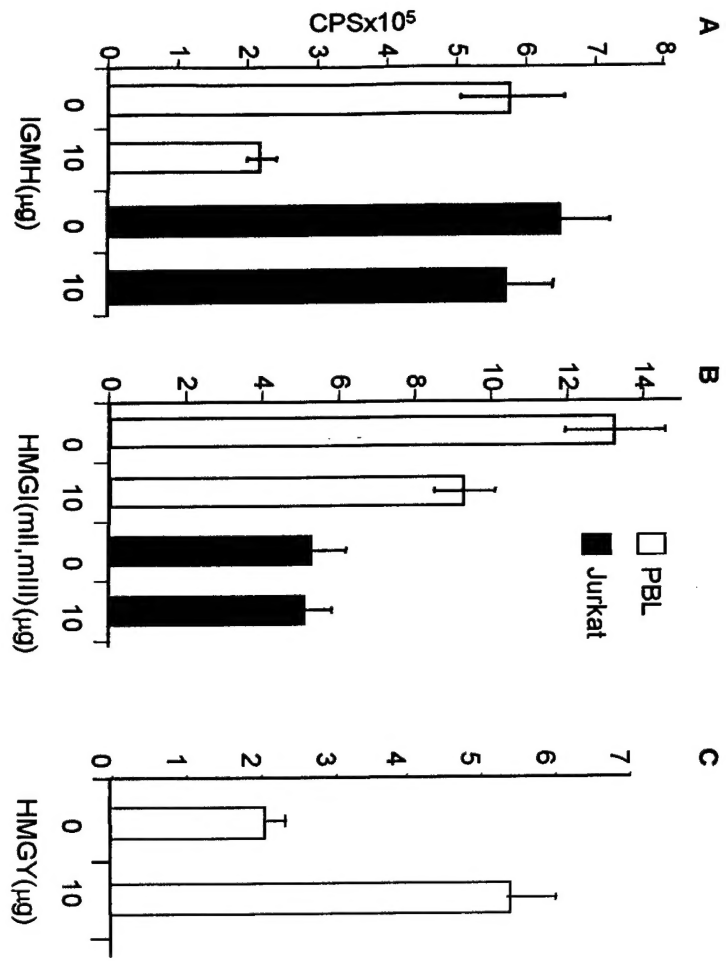 A
CPSx10⁵
0 1 2 3 4 5 6 7 8
0 10 0 10
IGMH(μg)
B
0 2 4 6 8 10 12 14
PBL
Jurkat
0 10 0 10
HMGI(mII,mIII)(μg)
C
0 1 2 3 4 5 6 7
0 10
HMGY(μg)